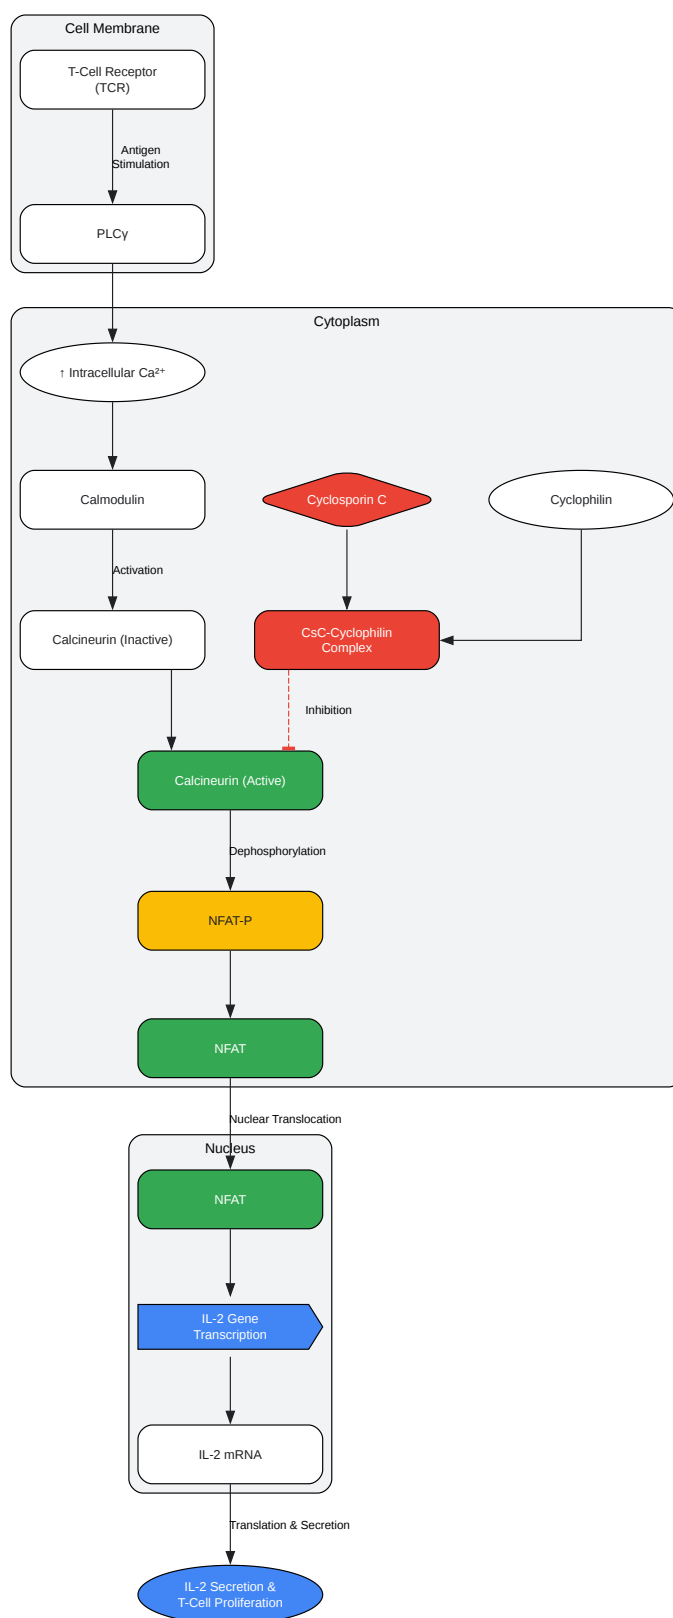 Cell Membrane
T-Cell Receptor
(TCR)
Antigen
Stimulation
PLCγ
Cytoplasm
↑ Intracellular Ca²⁺
Calmodulin
Cyclosporin C
Cyclophilin
Activation
Calcineurin (Inactive)
CsC-Cyclophilin
Complex
Inhibition
Calcineurin (Active)
Dephosphorylation
NFAT-P
NFAT
Nuclear Translocation
Nucleus
NFAT
IL-2 Gene
Transcription
IL-2 mRNA
Translation & Secretion
IL-2 Secretion &
T-Cell Proliferation